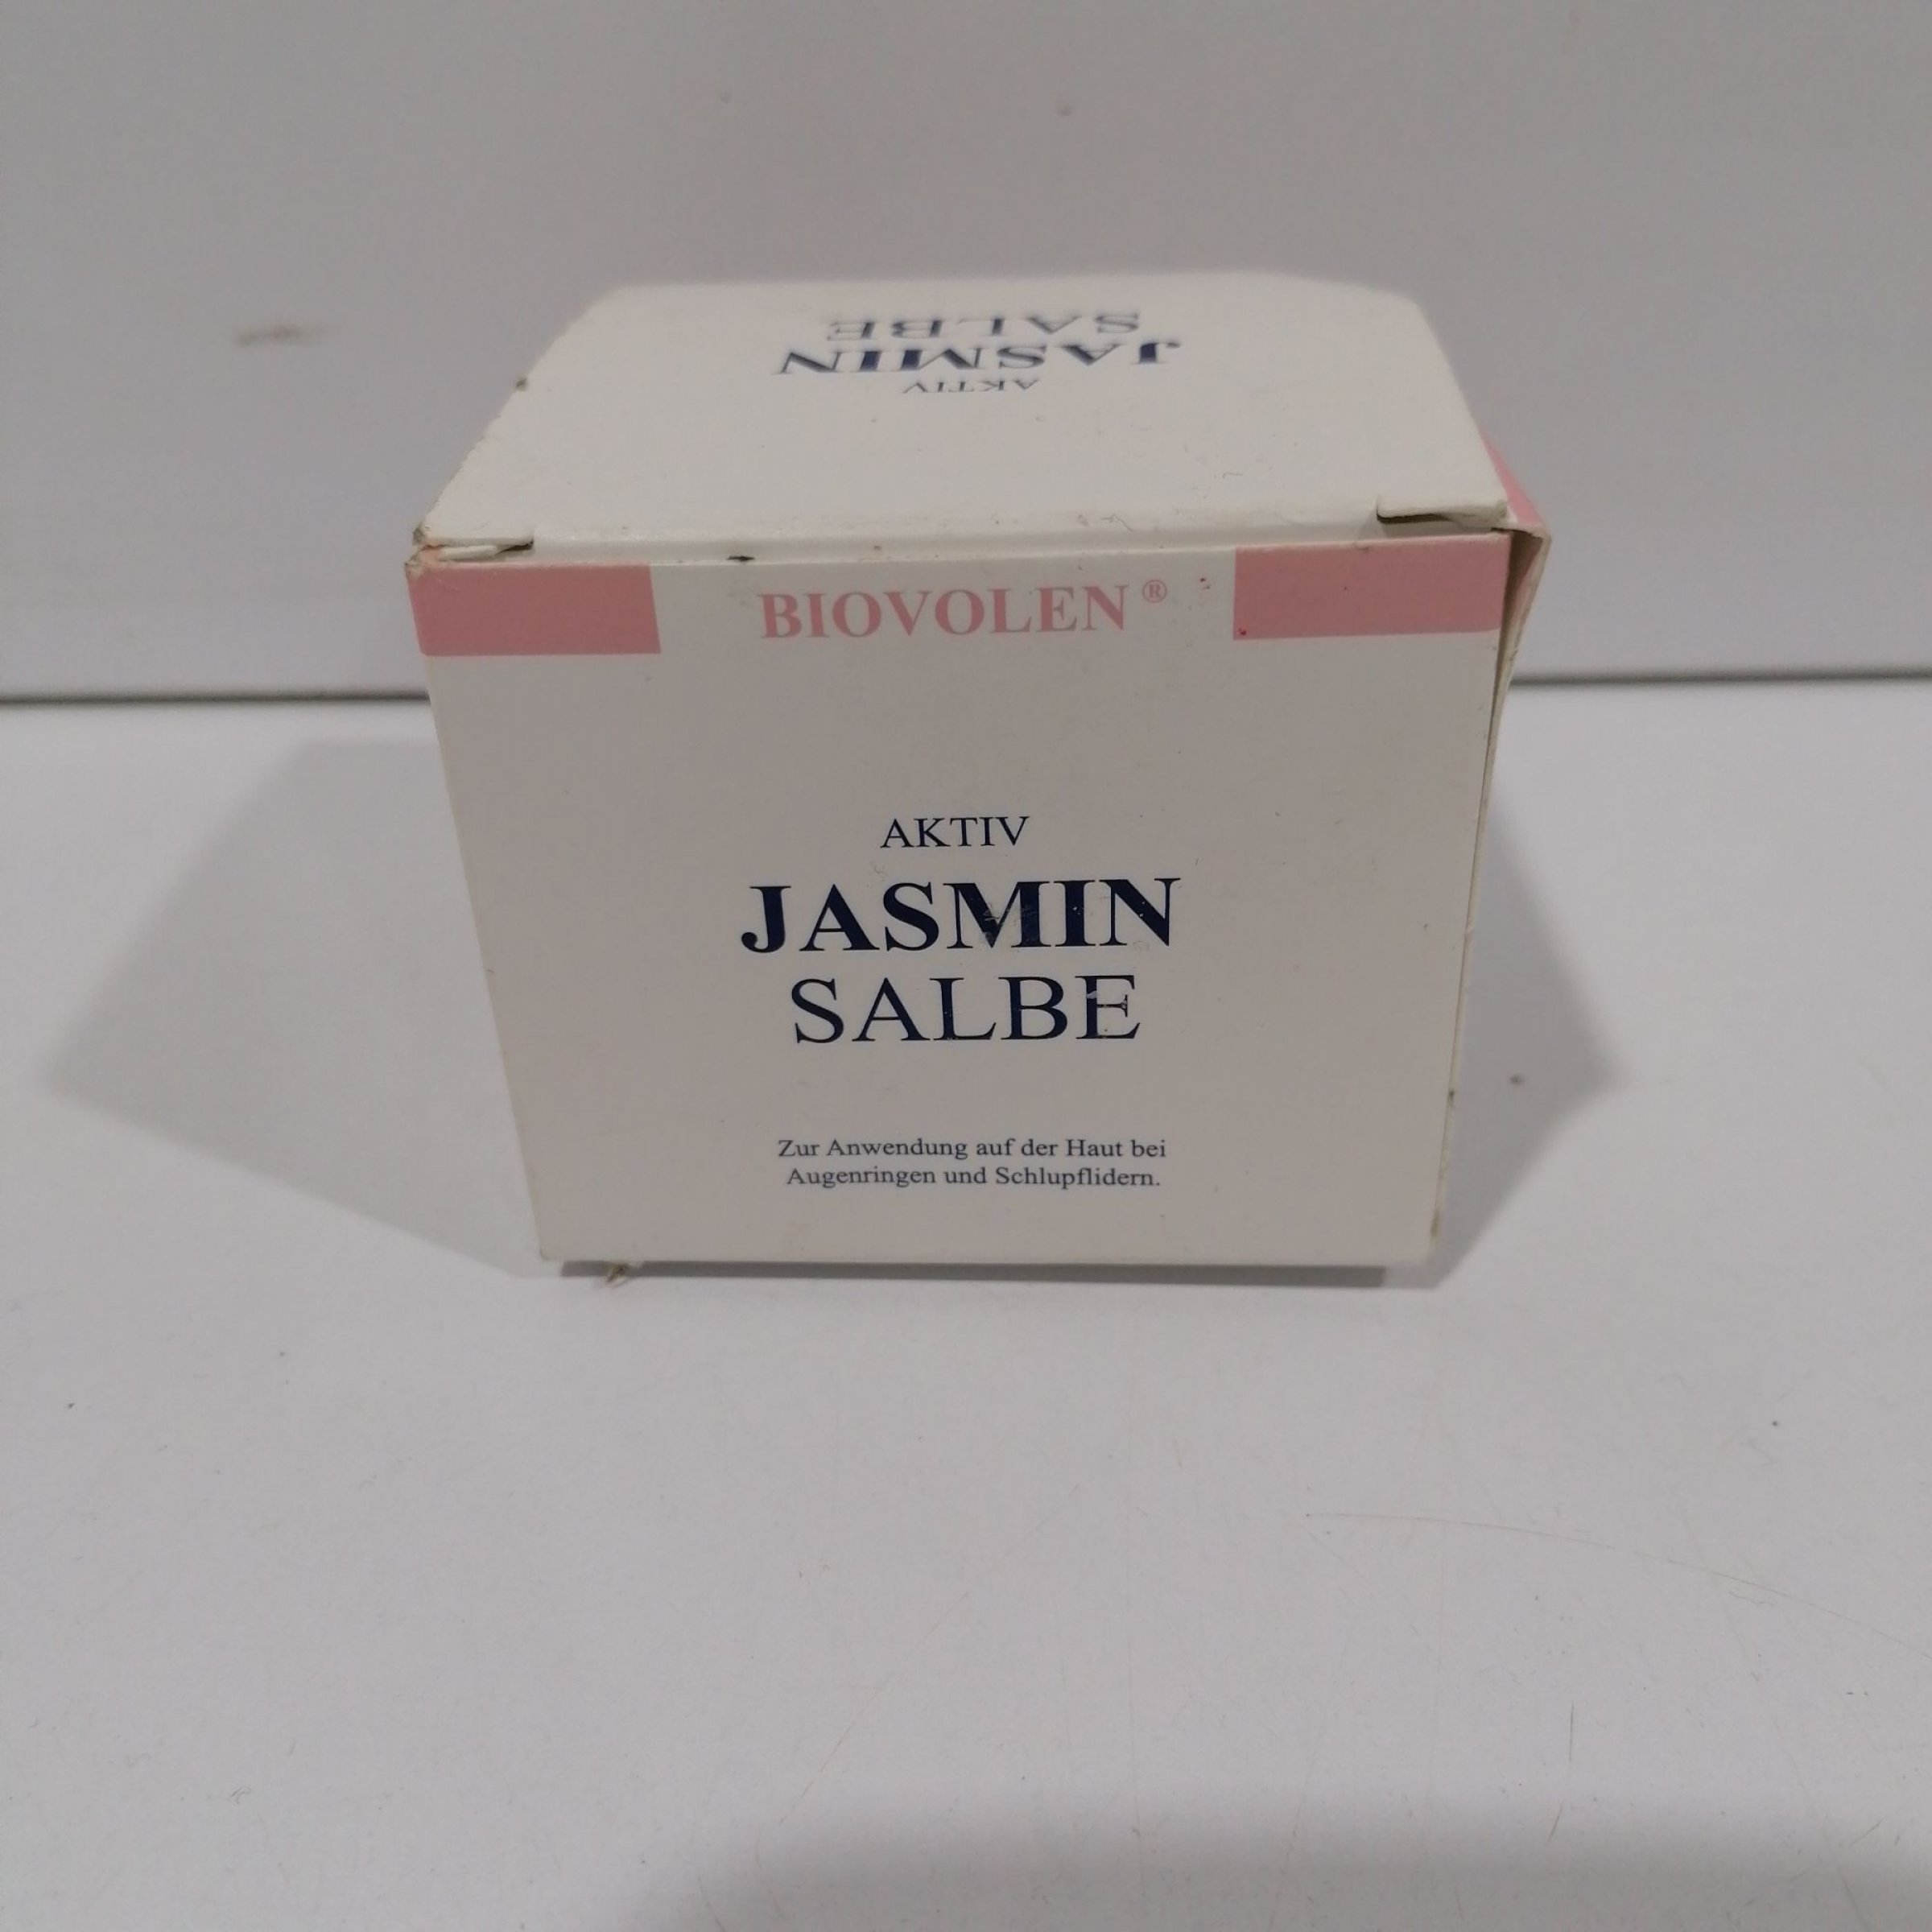 SALBE
JASMIN
AKTIV
BIOVOLEN®
AKTIV
JASMIN
SALBE
Zur Anwendung auf der Haut bei
Augenringen und Schlupflidern.